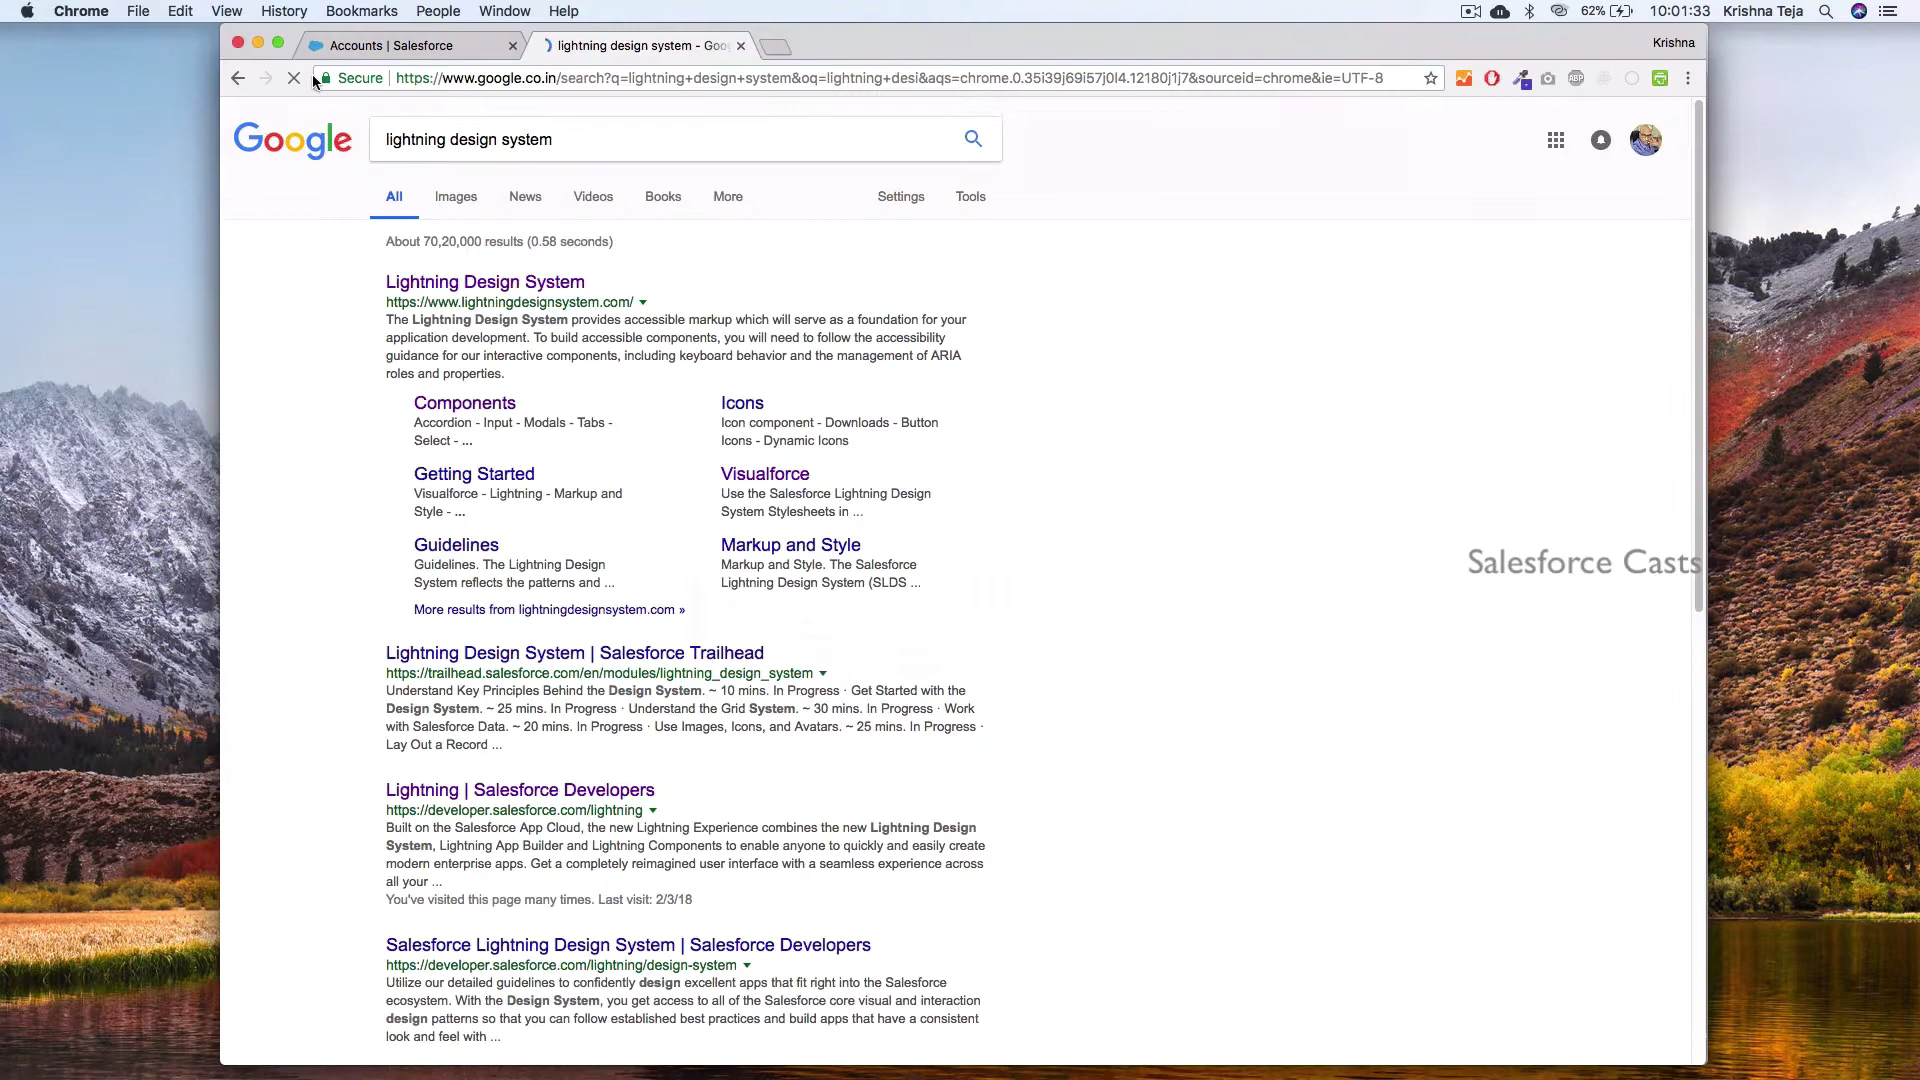 Chrome File Edit View History Bookmarks People Window Help 62% 10:01:33 Krishna Teja
Accounts | Salesforce lightning design system - Goo Krishna
Secure https://www.google.co.in/search?q=lightning+design+system&oq=lightning+desi&aqs=chrome.0.35i39j69i57j0l4.12180j1j7&sourceid=chrome&ie=UTF-8 ABP
Google lightning design system
All Images News Videos Books More Settings Tools
About 70,20,000 results (0.58 seconds)
Lightning Design System
https://www.lightningdesignsystem.com/
The Lightning Design System provides accessible markup which will serve as a foundation for your
application development. To build accessible components, you will need to follow the accessibility
guidance for our interactive components, including keyboard behavior and the management of ARIA
roles and properties.
Components
Accordion - Input - Modals - Tabs -
Select - ...
Icons
Icon component - Downloads - Button
Icons - Dynamic Icons
Getting Started
Visualforce - Lightning - Markup and
Style - ...
Visualforce
Use the Salesforce Lightning Design
System Stylesheets in ...
Guidelines
Guidelines. The Lightning Design
System reflects the patterns and ...
Markup and Style
Markup and Style. The Salesforce
Lightning Design System (SLDS ...
More results from lightningdesignsystem.com »
Salesforce Casts
Lightning Design System | Salesforce Trailhead
https://trailhead.salesforce.com/en/modules/lightning_design_system
Understand Key Principles Behind the Design System. ~ 10 mins. In Progress · Get Started with the
Design System. ~ 25 mins. In Progress · Understand the Grid System. ~ 30 mins. In Progress · Work
with Salesforce Data. ~ 20 mins. In Progress · Use Images, Icons, and Avatars. ~ 25 mins. In Progress ·
Lay Out a Record ...
Lightning | Salesforce Developers
https://developer.salesforce.com/lightning
Built on the Salesforce App Cloud, the new Lightning Experience combines the new Lightning Design
System, Lightning App Builder and Lightning Components to enable anyone to quickly and easily create
modern enterprise apps. Get a completely reimagined user interface with a seamless experience across
all your ...
You've visited this page many times. Last visit: 2/3/18
Salesforce Lightning Design System | Salesforce Developers
https://developer.salesforce.com/lightning/design-system
Utilize our detailed guidelines to confidently design excellent apps that fit right into the Salesforce
ecosystem. With the Design System, you get access to all of the Salesforce core visual and interaction
design patterns so that you can follow established best practices and build apps that have a consistent
look and feel with ...